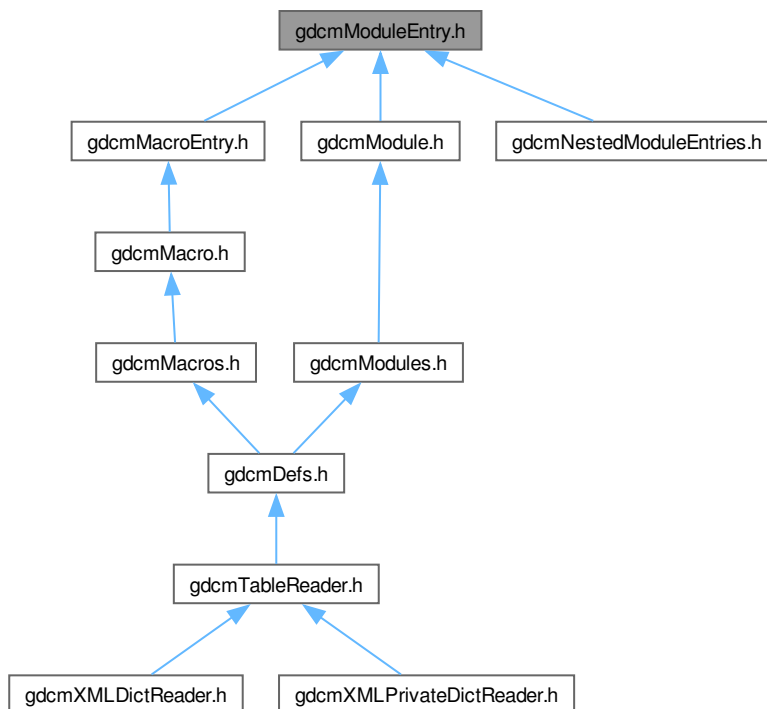 gdcmModuleEntry.h
gdcmMacroEntry.h
gdcmModule.h
gdcmNestedModuleEntries.h
gdcmMacro.h
gdcmMacros.h
gdcmModules.h
gdcmDefs.h
gdcmTableReader.h
gdcmXMLDictReader.h
gdcmXMLPrivateDictReader.h